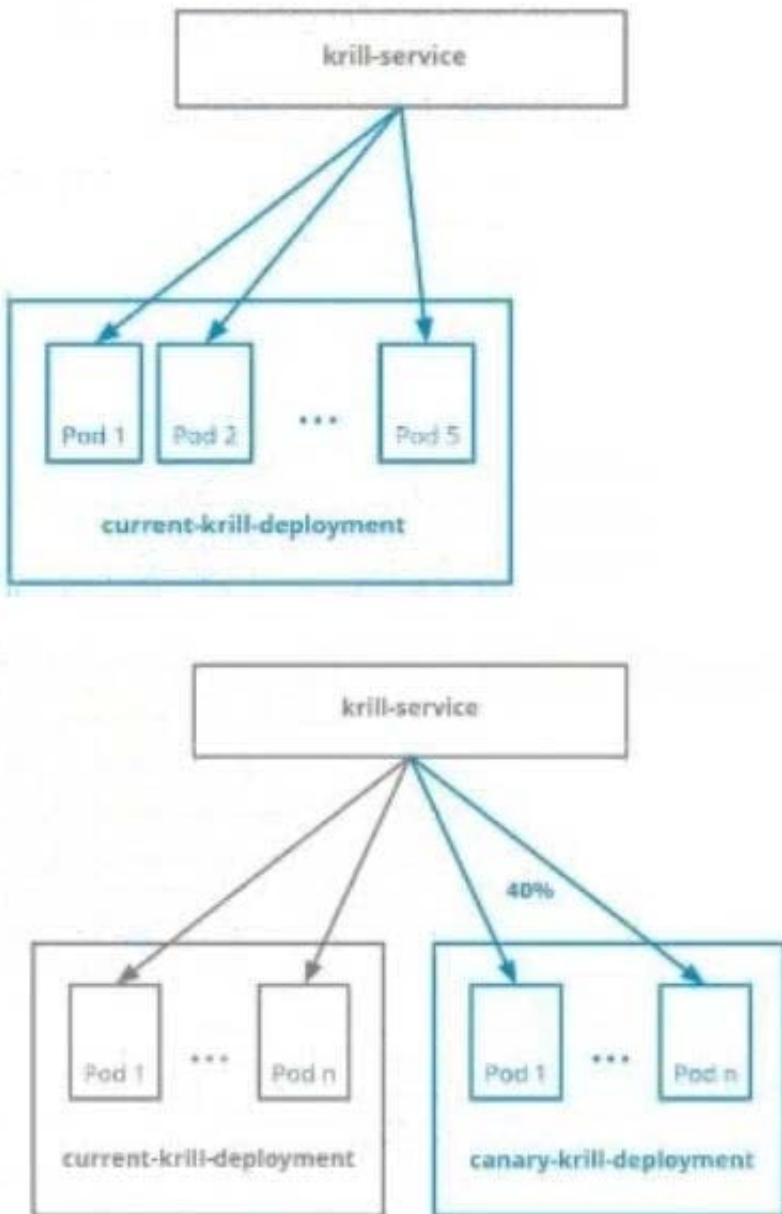 krill-service
Pod 1 Pod 2 ... Pod 5
current-krill-deployment
krill-service
40%
Pod 1 ... Pod n Pod 1 ... Pod n
current-krill-deployment canary-krill-deployment